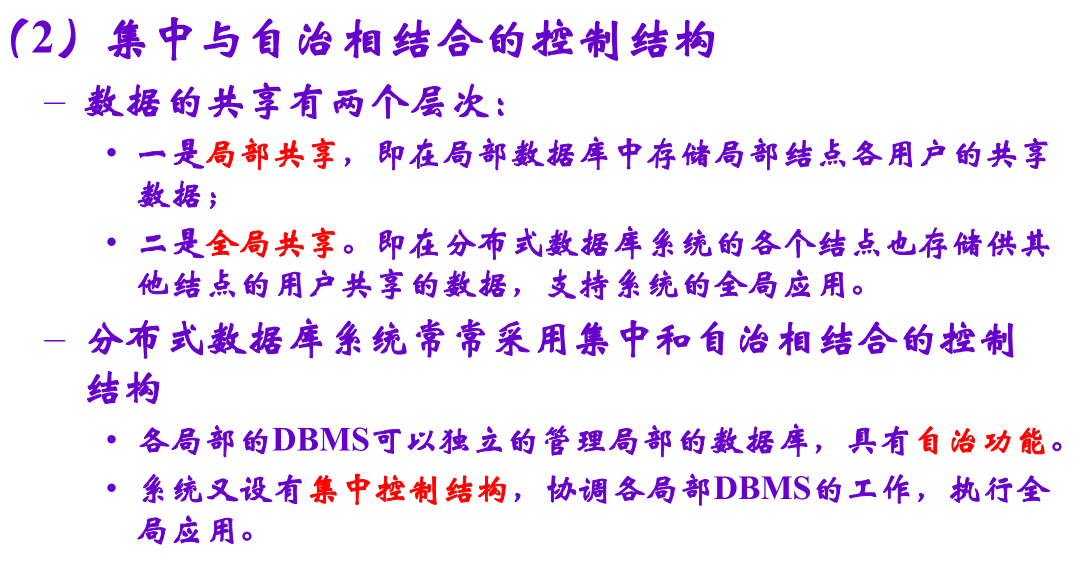 （2）集中与自治相结合的控制结构
– 数据的共享有两个层次：
• 一是局部共享，即在局部数据库中存储局部结点各用户的共享
数据；
• 二是全局共享。即在分布式数据库系统的各个结点也存储供其
他结点的用户共享的数据，支持系统的全局应用。
– 分布式数据库系统常常采用集中和自治相结合的控制
结构
• 各局部的DBMS可以独立的管理局部的数据库，具有自治功能。
• 系统又设有集中控制结构，协调各局部DBMS的工作，执行全
局应用。